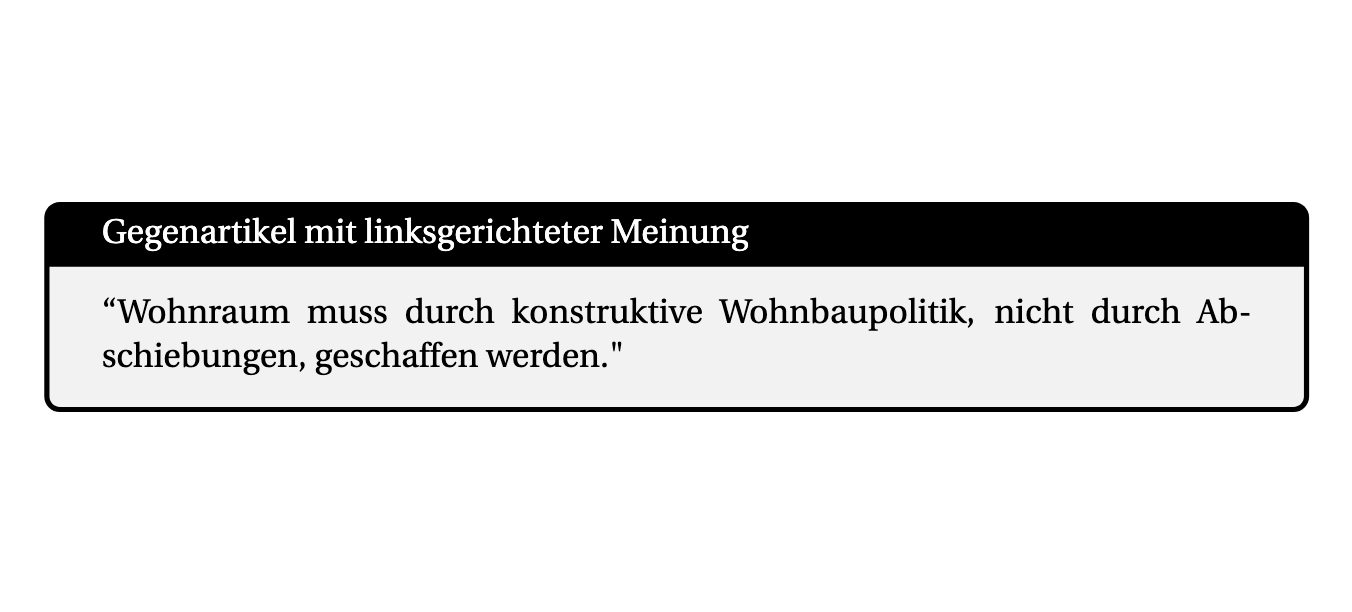 Gegenartikel mit linksgerichteter Meinung
“Wohnraum muss durch konstruktive Wohnbaupolitik, nicht durch Ab-
schiebungen, geschaffen werden."